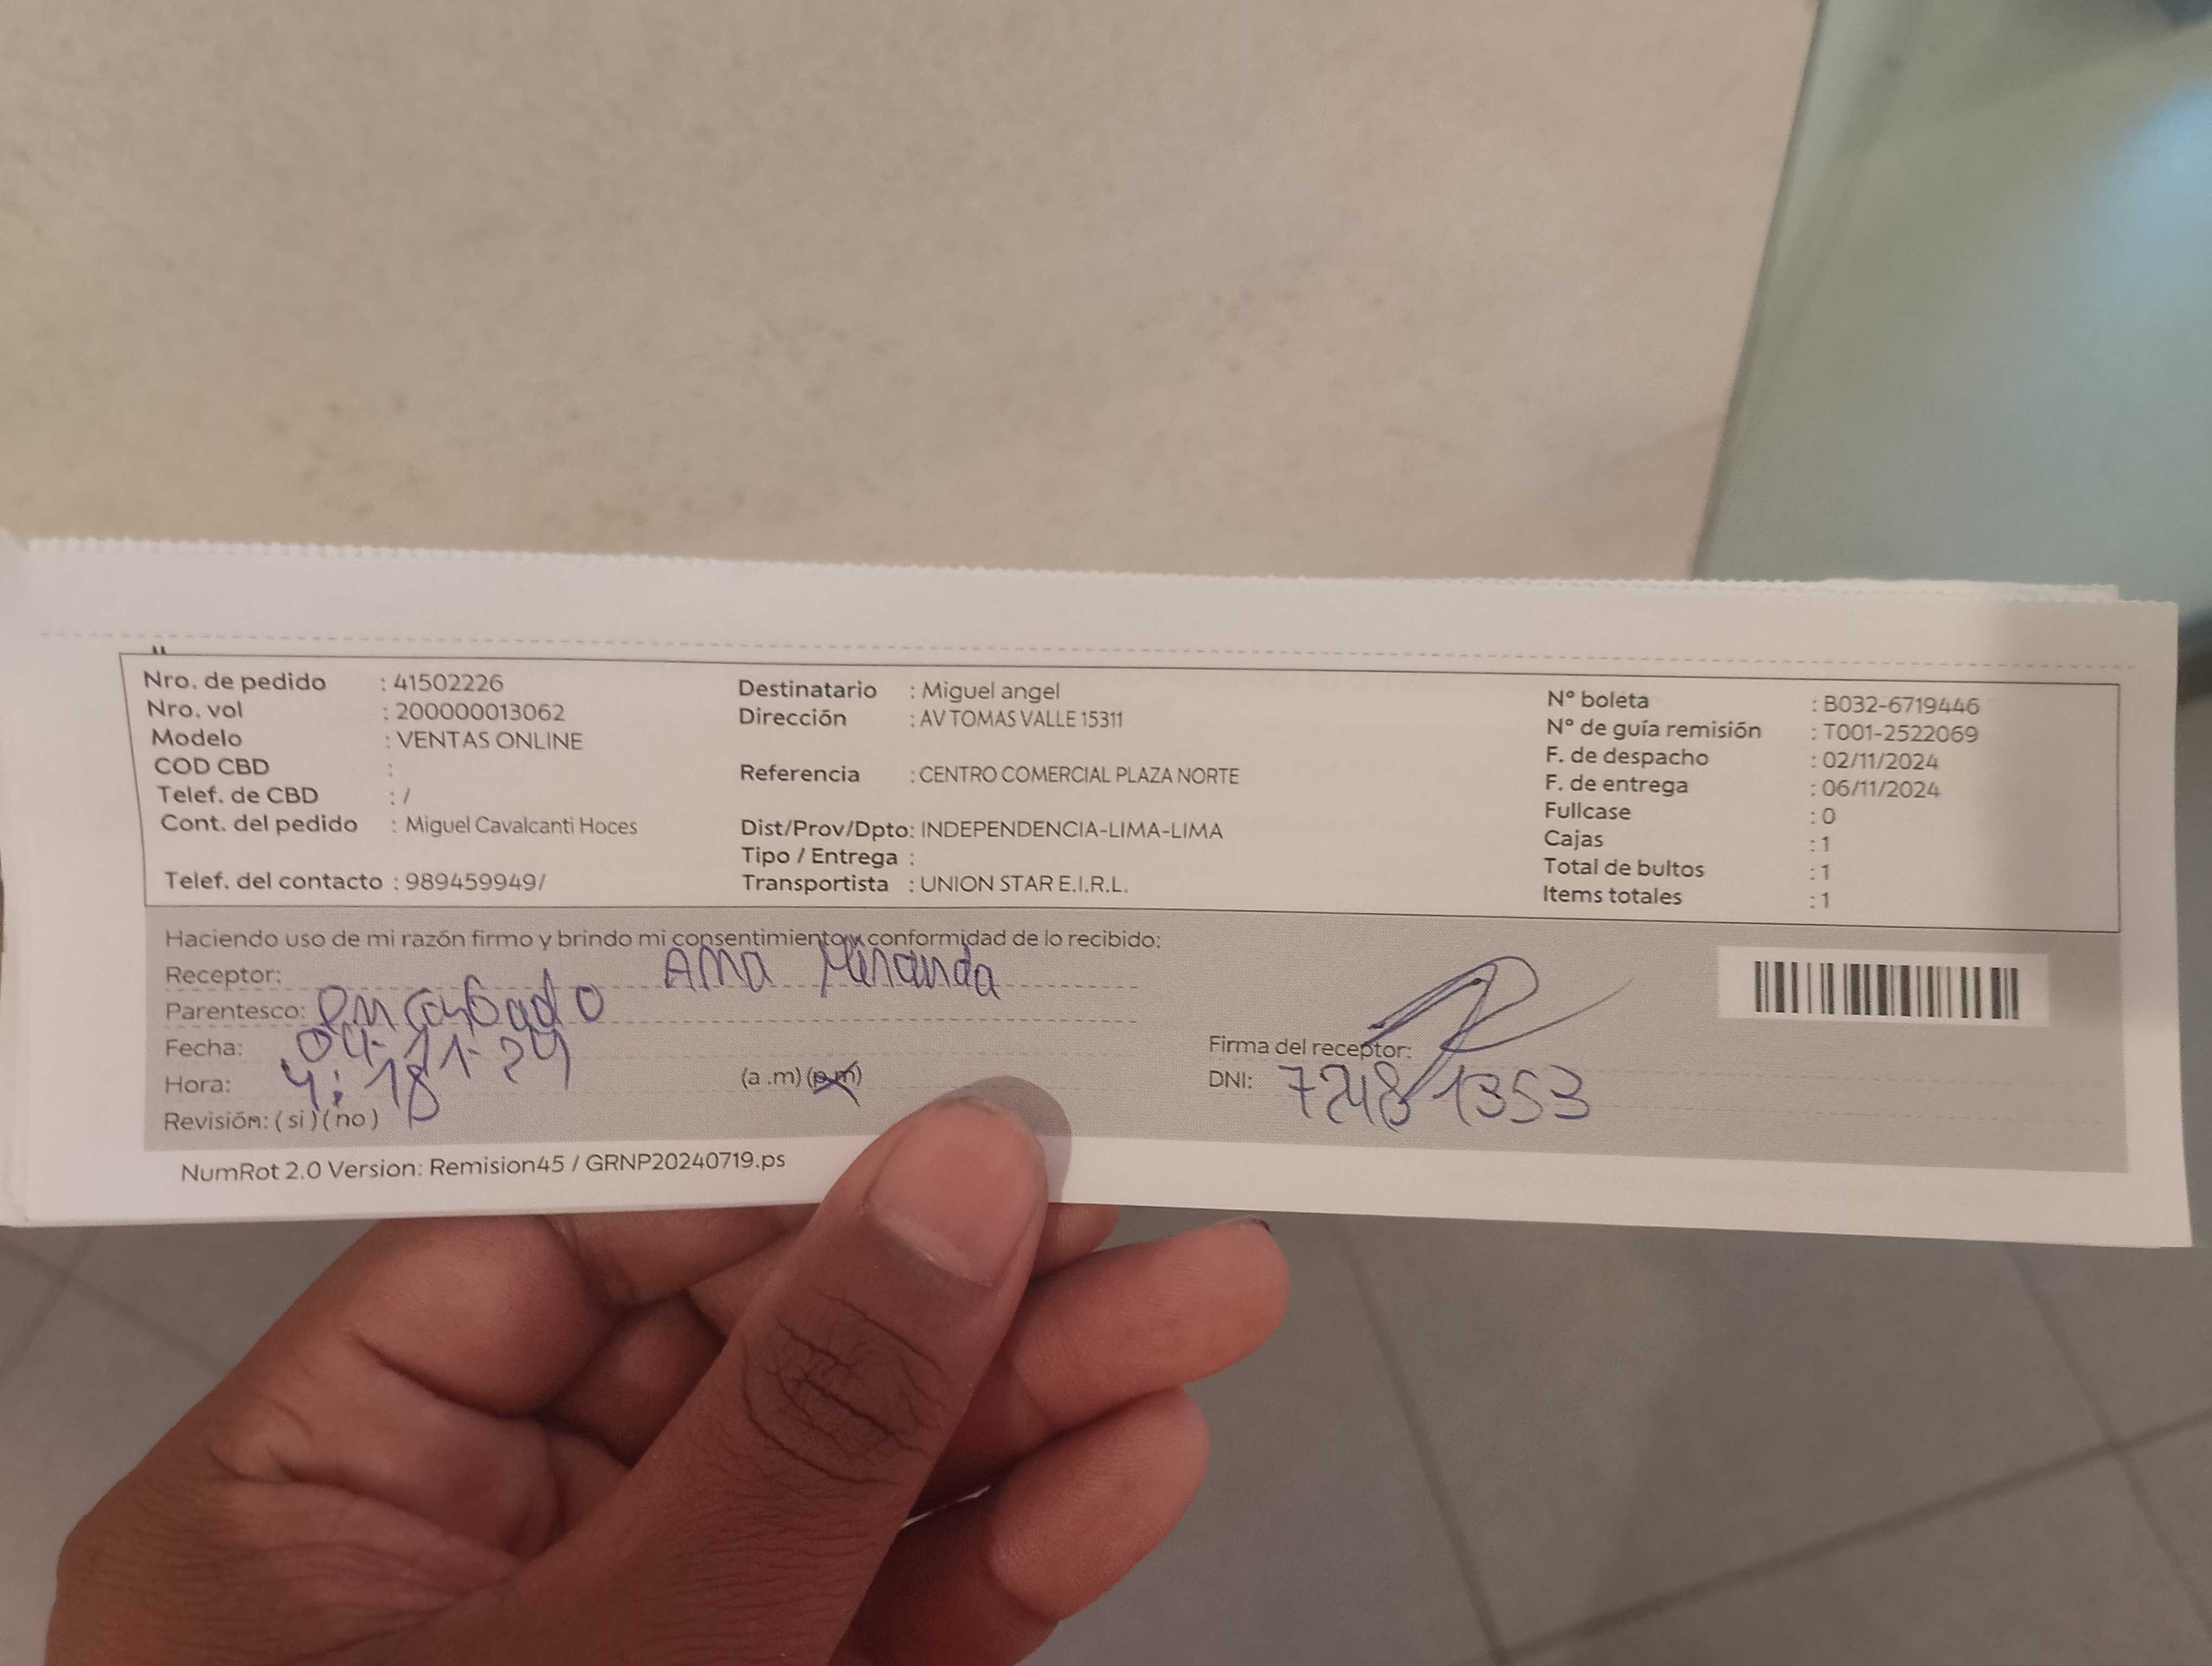 Nro. de pedido : 41502226
Nro. vol : 200000013062
Modelo : VENTAS ONLINE
COD CBD :
Telef. de CBD : /
Cont. del pedido : Miguel Cavalcanti Hoces
Telef. del contacto : 989459949/
Destinatario : Miguel angel
Dirección : AV TOMAS VALLE 15311
Referencia : CENTRO COMERCIAL PLAZA NORTE
Dist/Prov/Dpto: INDEPENDENCIA-LIMA-LIMA
Tipo / Entrega :
Transportista : UNION STAR E.I.R.L.
N° boleta : B032-6719446
N° de guía remisión : T001-2522069
F. de despacho : 02/11/2024
F. de entrega : 06/11/2024
Fullcase : 0
Cajas : 1
Total de bultos : 1
Items totales : 1
Haciendo uso de mi razón firmo y brindo mi consentimiento y conformidad de lo recibido:
Receptor: Ana Miranda
Parentesco: encargado
Fecha: 04-11-24
Hora: 4:18 (a .m) (p.m)
Revisión: ( si ) ( no )
Firma del receptor:
DNI: 72481353
NumRot 2.0 Version: Remision45 / GRNP20240719.ps